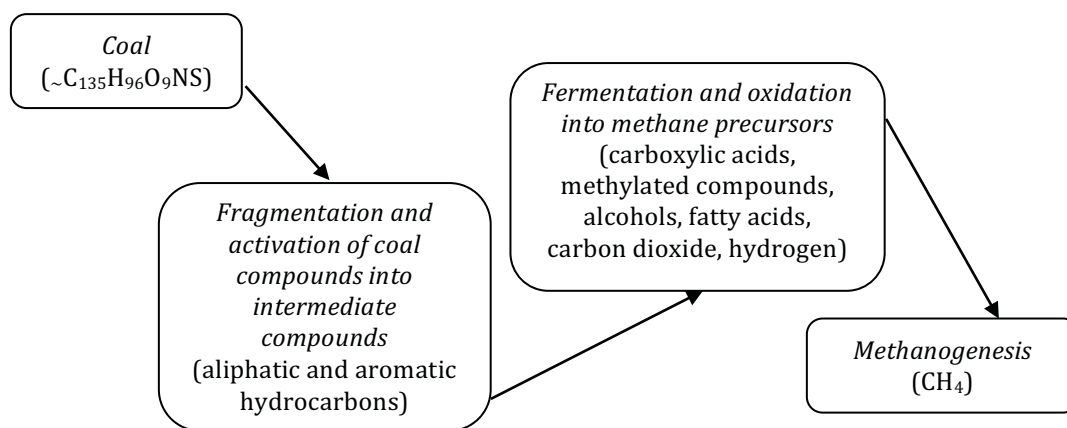 Coal
(~C₁₃₅H₉₆O₉NS)
Fragmentation and
activation of coal
compounds into
intermediate
compounds
(aliphatic and aromatic
hydrocarbons)
Fermentation and oxidation
into methane precursors
(carboxylic acids,
methylated compounds,
alcohols, fatty acids,
carbon dioxide, hydrogen)
Methanogenesis
(CH₄)